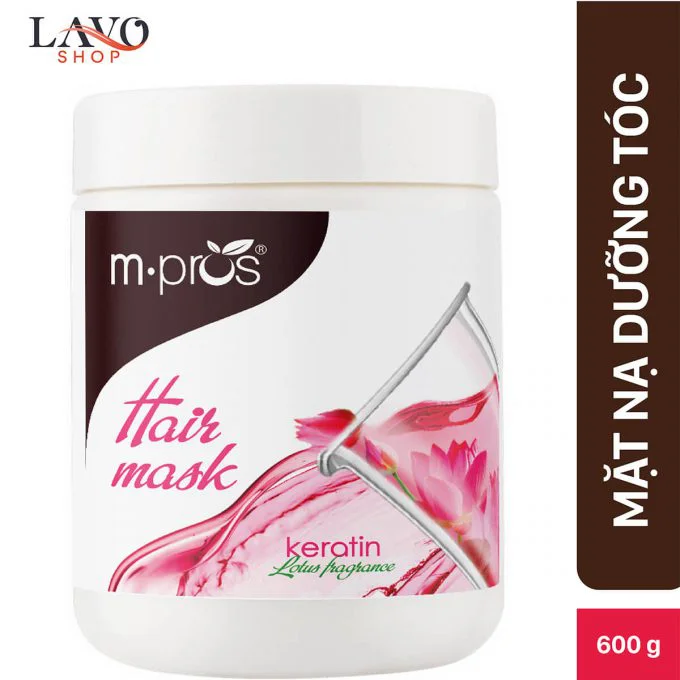 LAVO
SHOP
m.pros®
Hair
mask
keratin
Lotus fragrance
MẶT NẠ DƯỠNG TÓC
600 g